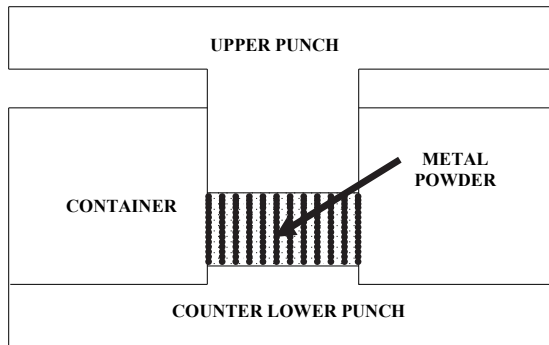 UPPER PUNCH
METAL
POWDER
CONTAINER
COUNTER LOWER PUNCH